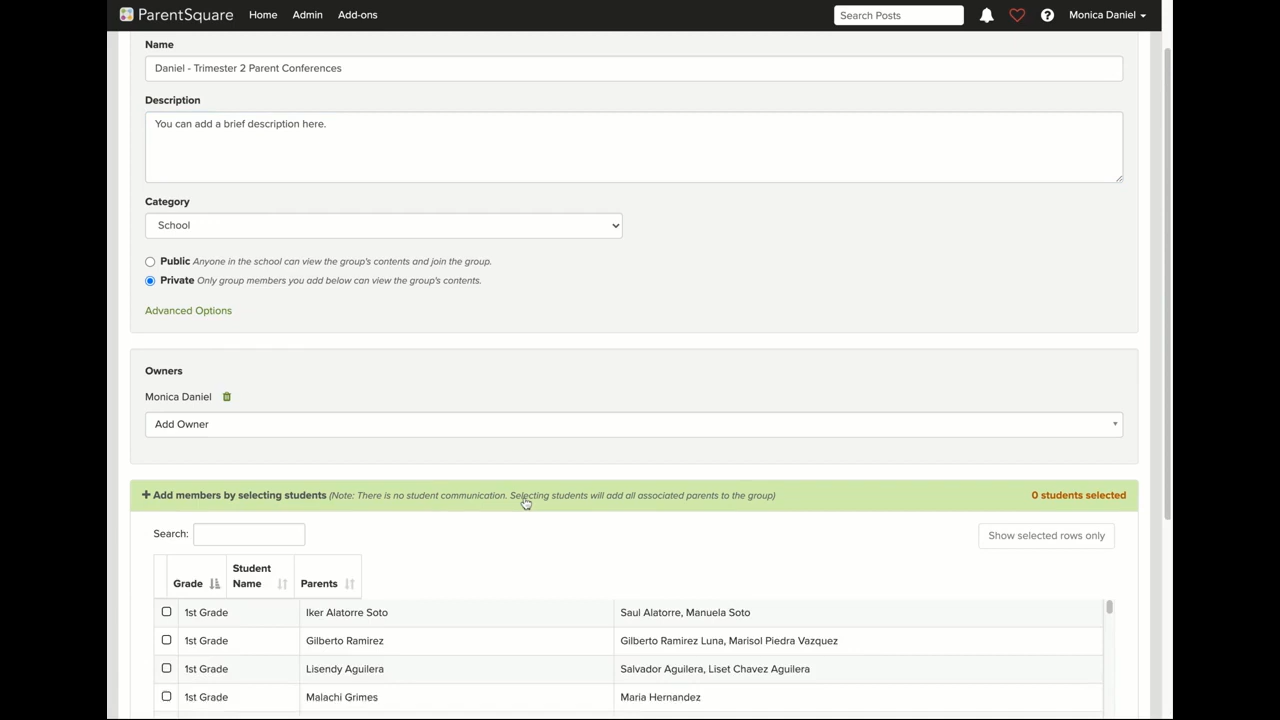 ParentSquare Home Admin Add-ons Search Posts Monica Daniel
Name
Daniel - Trimester 2 Parent Conferences
Description
You can add a brief description here.
Category
School
Public Anyone in the school can view the group's contents and join the group.
Private Only group members you add below can view the group's contents.
Advanced Options
Owners
Monica Daniel
Add Owner
+ Add members by selecting students (Note: There is no student communication. Selecting students will add all associated parents to the group) 0 students selected
Search: Show selected rows only
Grade Student Name Parents
1st Grade Iker Alatorre Soto Saul Alatorre, Manuela Soto
1st Grade Gilberto Ramirez Gilberto Ramirez Luna, Marisol Piedra Vazquez
1st Grade Lisendy Aguilera Salvador Aguilera, Liset Chavez Aguilera
1st Grade Malachi Grimes Maria Hernandez